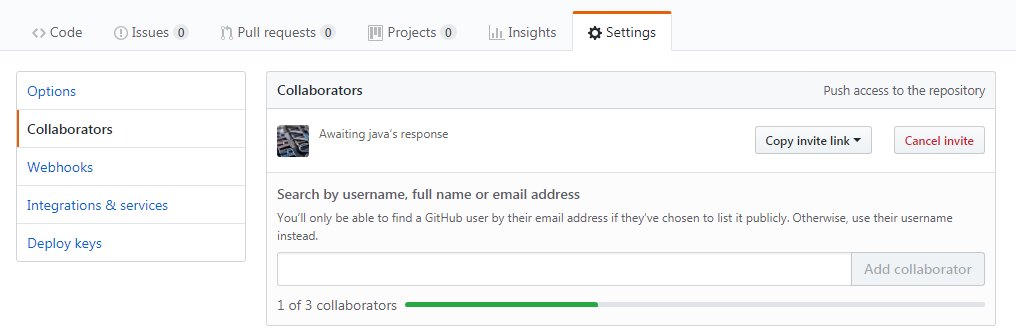 Code Issues 0 Pull requests 0 Projects 0 Insights Settings
Options
Collaborators
Webhooks
Integrations & services
Deploy keys
Collaborators Push access to the repository
Awaiting java's response Copy invite link Cancel invite
Search by username, full name or email address
You'll only be able to find a GitHub user by their email address if they've chosen to list it publicly. Otherwise, use their username
instead.
Add collaborator
1 of 3 collaborators